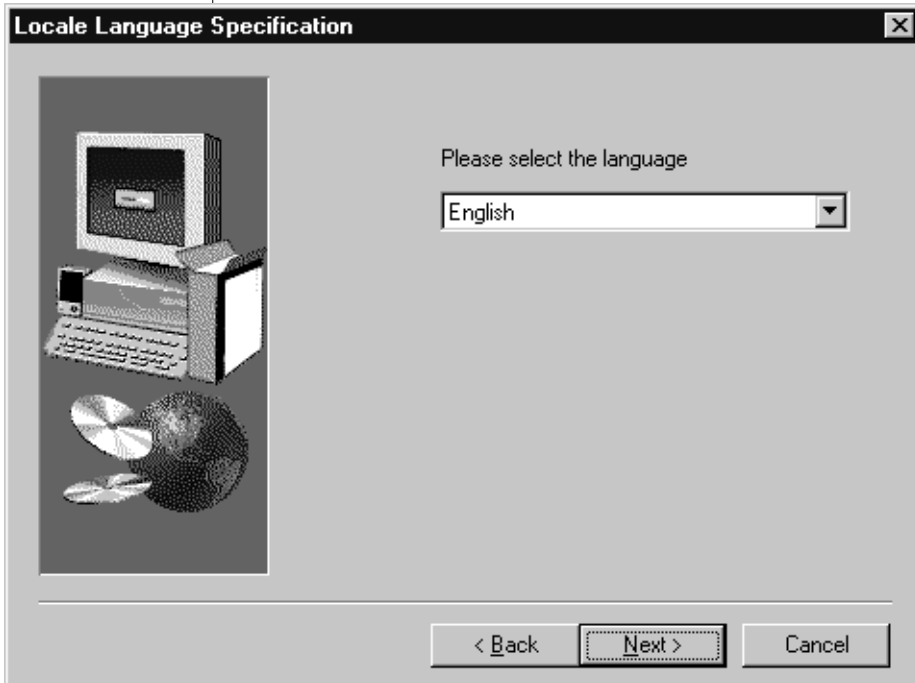 Locale Language Specification
Please select the language
English
< Back
Next >
Cancel